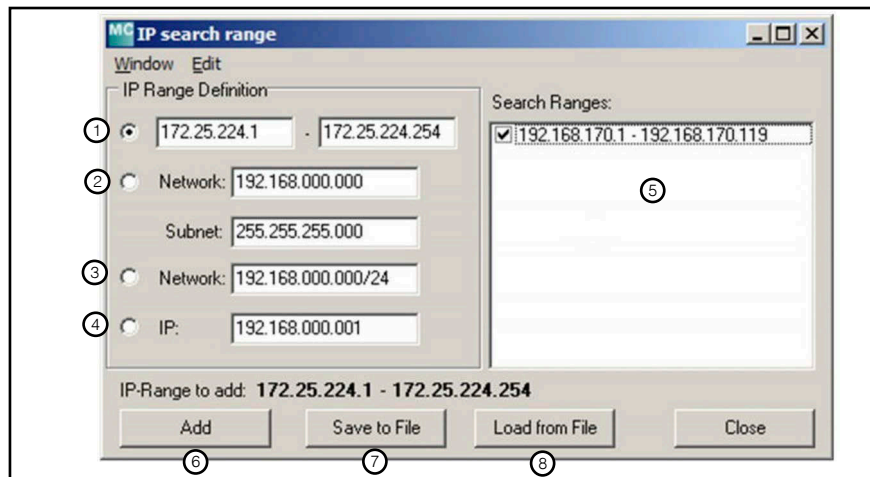 MC IP search range
Window Edit
IP Range Definition
Search Ranges:
① 172.25.224.1 - 172.25.224.254
192.168.170.1 - 192.168.170.119
② Network: 192.168.000.000
⑤
Subnet: 255.255.255.000
③ Network: 192.168.000.000/24
④ IP: 192.168.000.001
IP-Range to add: 172.25.224.1 - 172.25.224.254
Add Save to File Load from File Close
⑥ ⑦ ⑧